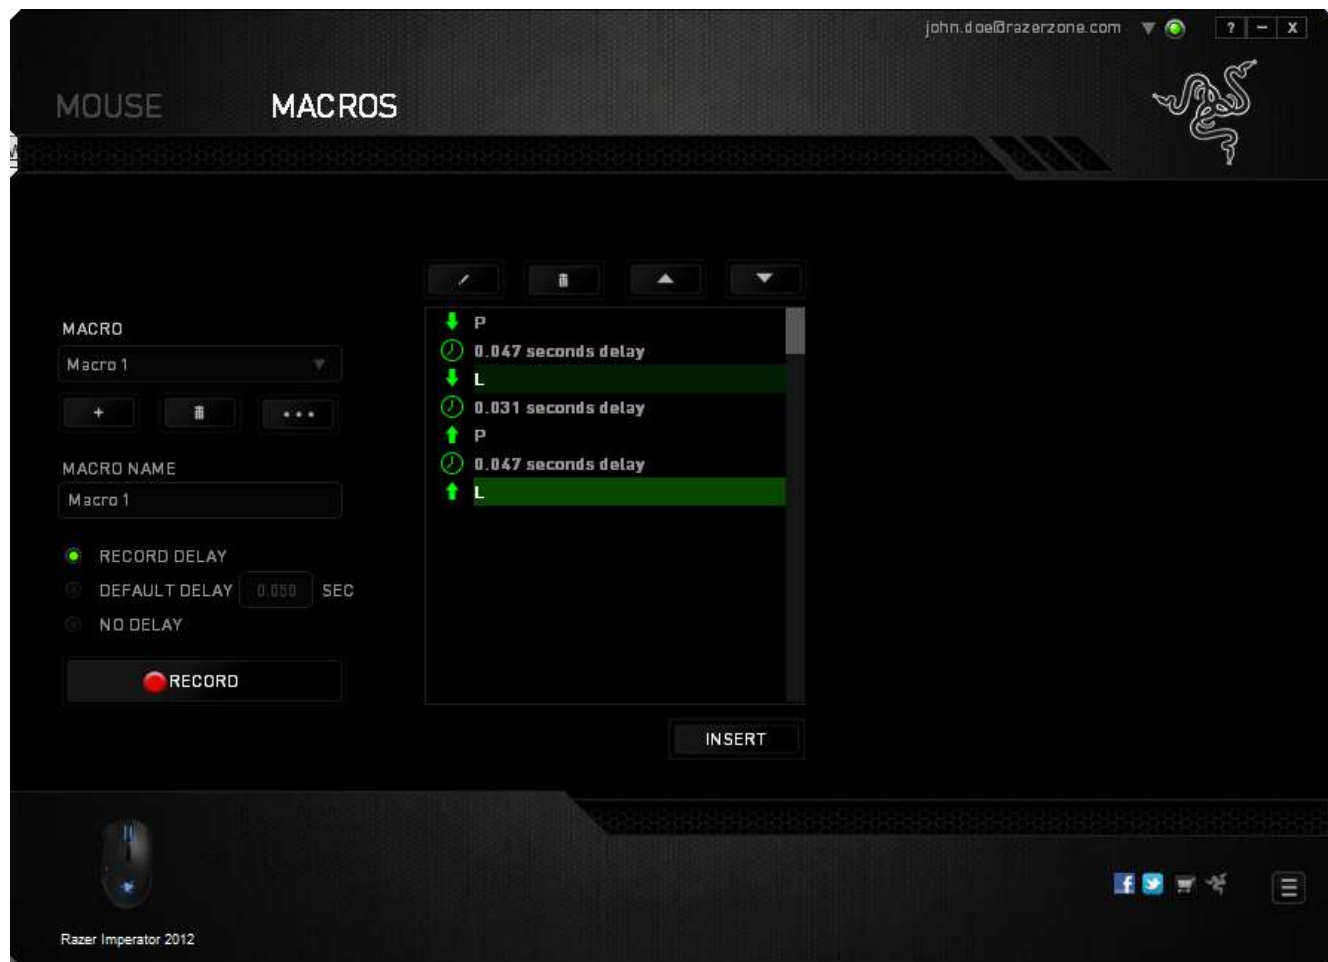 john.doe@razerzone.com
? – X
MOUSE MACROS
MACRO
Macro 1
MACRO NAME
Macro 1
RECORD DELAY
DEFAULT DELAY 0.050 SEC
NO DELAY
RECORD
P
0.047 seconds delay
L
0.031 seconds delay
P
0.047 seconds delay
L
INSERT
Razer Imperator 2012